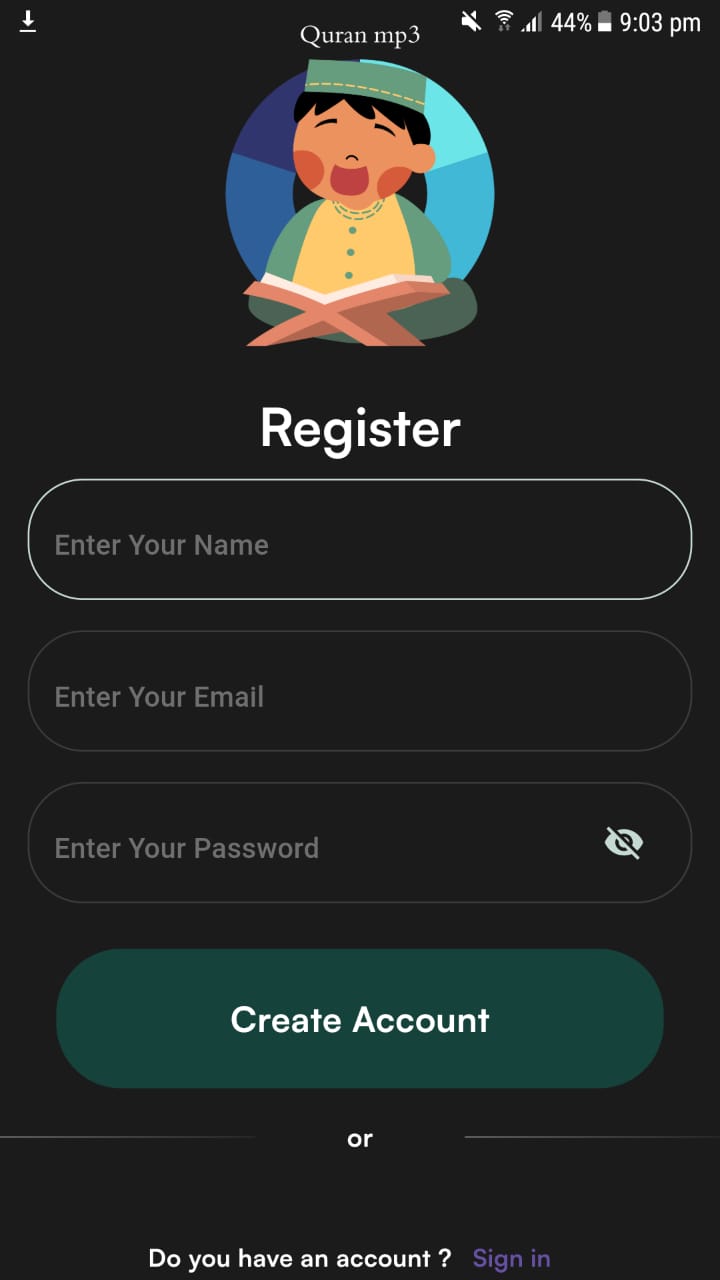 44% 9:03 pm
Quran mp3
Register
Enter Your Name
Enter Your Email
Enter Your Password
Create Account
or
Do you have an account ? Sign in